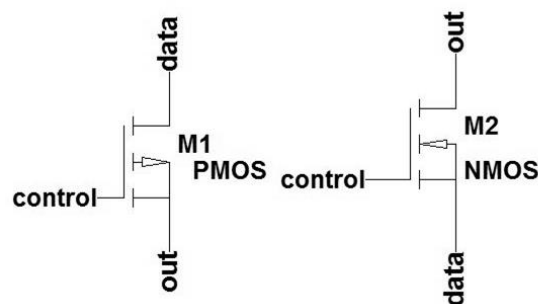 data
M1
PMOS
control
out
out
M2
NMOS
control
data